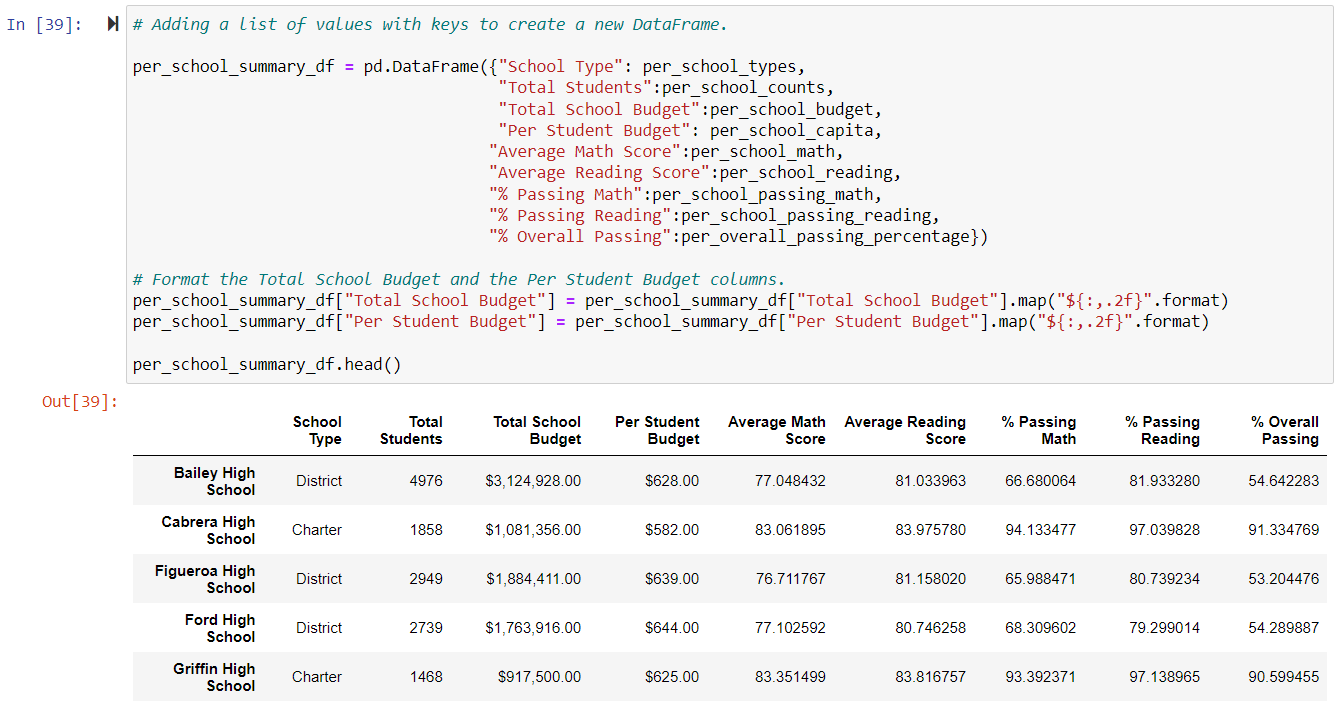 In [39]: # Adding a list of values with keys to create a new DataFrame.
per_school_summary_df = pd.DataFrame({"School Type": per_school_types,
"Total Students":per_school_counts,
"Total School Budget":per_school_budget,
"Per Student Budget": per_school_capita,
"Average Math Score":per_school_math,
"Average Reading Score":per_school_reading,
"% Passing Math":per_school_passing_math,
"% Passing Reading":per_school_passing_reading,
"% Overall Passing":per_overall_passing_percentage})
# Format the Total School Budget and the Per Student Budget columns.
per_school_summary_df["Total School Budget"] = per_school_summary_df["Total School Budget"].map("${:,.2f}".format)
per_school_summary_df["Per Student Budget"] = per_school_summary_df["Per Student Budget"].map("${:,.2f}".format)
per_school_summary_df.head()
Out[39]:
School Total Total School Per Student Average Math Average Reading % Passing % Passing % Overall
Type Students Budget Budget Score Score Math Reading Passing
Bailey High
School District 4976 $3,124,928.00 $628.00 77.048432 81.033963 66.680064 81.933280 54.642283
Cabrera High
School Charter 1858 $1,081,356.00 $582.00 83.061895 83.975780 94.133477 97.039828 91.334769
Figueroa High
School District 2949 $1,884,411.00 $639.00 76.711767 81.158020 65.988471 80.739234 53.204476
Ford High
School District 2739 $1,763,916.00 $644.00 77.102592 80.746258 68.309602 79.299014 54.289887
Griffin High
School Charter 1468 $917,500.00 $625.00 83.351499 83.816757 93.392371 97.138965 90.599455